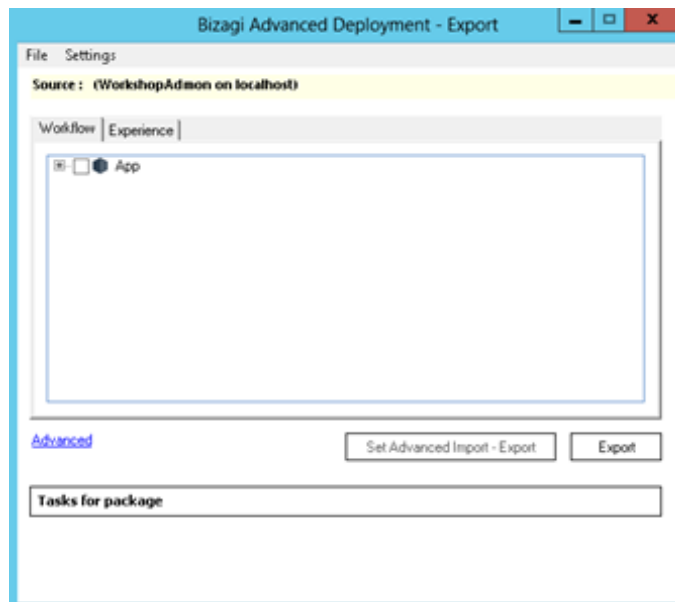 Bizagi Advanced Deployment - Export
File Settings
Source : (WorkshopAdmon on localhost)
Workflow Experience
App
Advanced Set Advanced Import - Export Export
Tasks for package